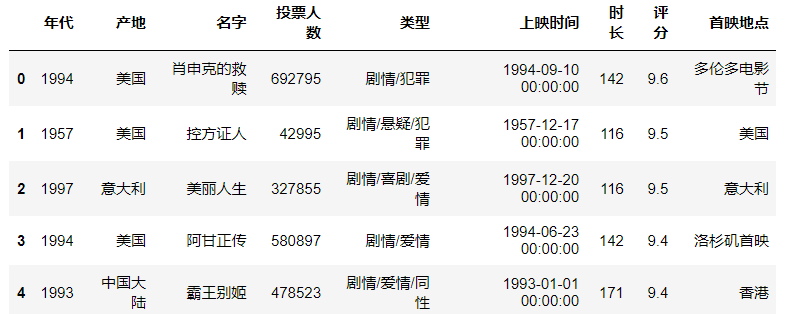 年代 产地 名字 投票人数 类型 上映时间 时长 评分 首映地点
0 1994 美国 肖申克的救赎 692795 剧情/犯罪 1994-09-10 00:00:00 142 9.6 多伦多电影节
1 1957 美国 控方证人 42995 剧情/悬疑/犯罪 1957-12-17 00:00:00 116 9.5 美国
2 1997 意大利 美丽人生 327855 剧情/喜剧/爱情 1997-12-20 00:00:00 116 9.5 意大利
3 1994 美国 阿甘正传 580897 剧情/爱情 1994-06-23 00:00:00 142 9.4 洛杉矶首映
4 1993 中国大陆 霸王别姬 478523 剧情/爱情/同性 1993-01-01 00:00:00 171 9.4 香港